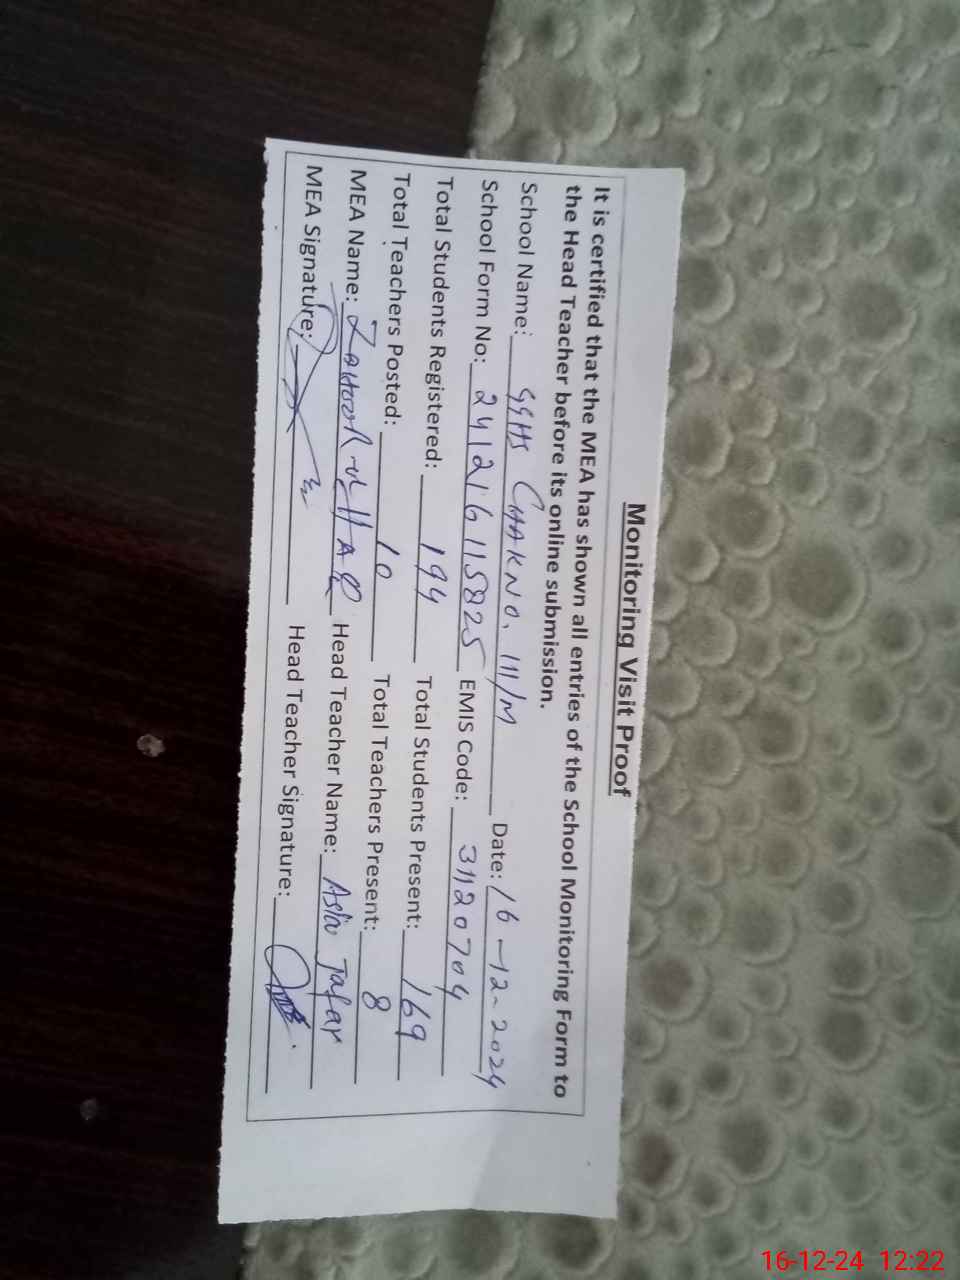 Monitoring Visit Proof
It is certified that the MEA has shown all entries of the School Monitoring Form to
the Head Teacher before its online submission.
School Name: GGHS CHAK NO. 111/M Date: 16-12-2024
School Form No: 241216115825 EMIS Code: 31120704
Total Students Registered: 194 Total Students Present: 169
Total Teachers Posted: 10 Total Teachers Present: 8
MEA Name: Zahoor ul HAQ Head Teacher Name: Asia Jafar
MEA Signature: Head Teacher Signature:
16-12-24 12:22